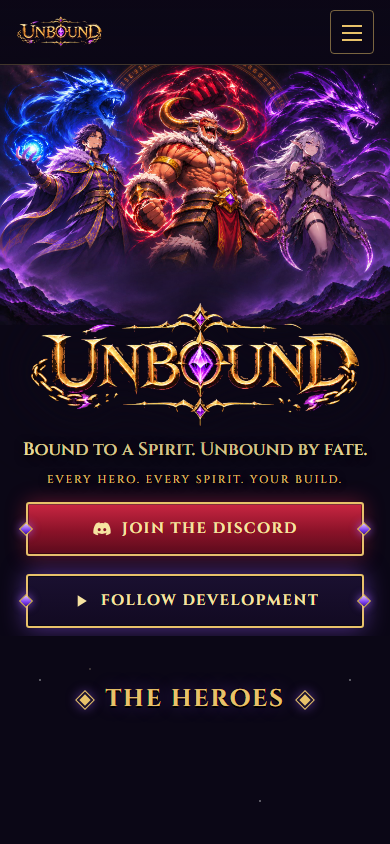 UNBOUND
UNBOUND
BOUND TO A SPIRIT. UNBOUND BY FATE.
EVERY HERO. EVERY SPIRIT. YOUR BUILD.
JOIN THE DISCORD
FOLLOW DEVELOPMENT
THE HEROES